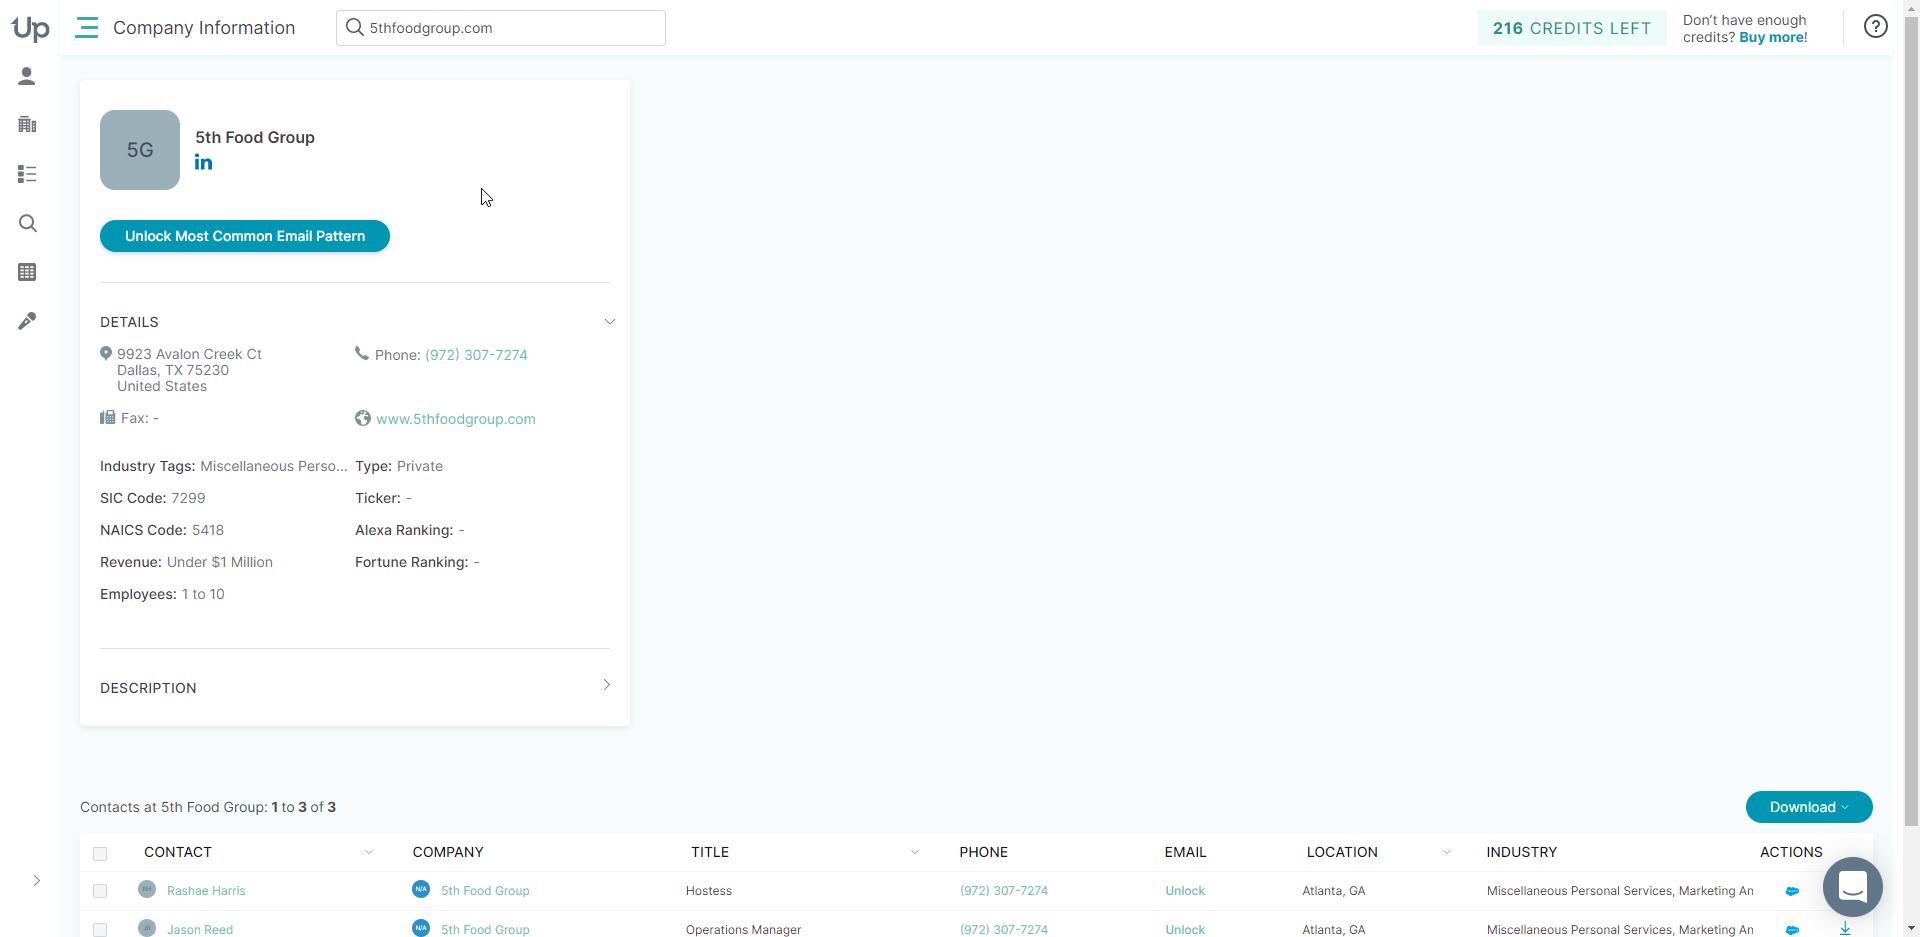 Up
Company Information
5thfoodgroup.com
216 CREDITS LEFT
Don't have enough
credits? Buy more!
5G
5th Food Group
in
Unlock Most Common Email Pattern
DETAILS
9923 Avalon Creek Ct
Dallas, TX 75230
United States
Phone: (972) 307-7274
Fax: -
www.5thfoodgroup.com
Industry Tags: Miscellaneous Perso... Type: Private
SIC Code: 7299 Ticker: -
NAICS Code: 5418 Alexa Ranking: -
Revenue: Under $1 Million Fortune Ranking: -
Employees: 1 to 10
DESCRIPTION
Contacts at 5th Food Group: 1 to 3 of 3
Download
CONTACT COMPANY TITLE PHONE EMAIL LOCATION INDUSTRY ACTIONS
RH Rashae Harris N/A 5th Food Group Hostess (972) 307-7274 Unlock Atlanta, GA Miscellaneous Personal Services, Marketing An
JR Jason Reed N/A 5th Food Group Operations Manager (972) 307-7274 Unlock Atlanta, GA Miscellaneous Personal Services, Marketing An